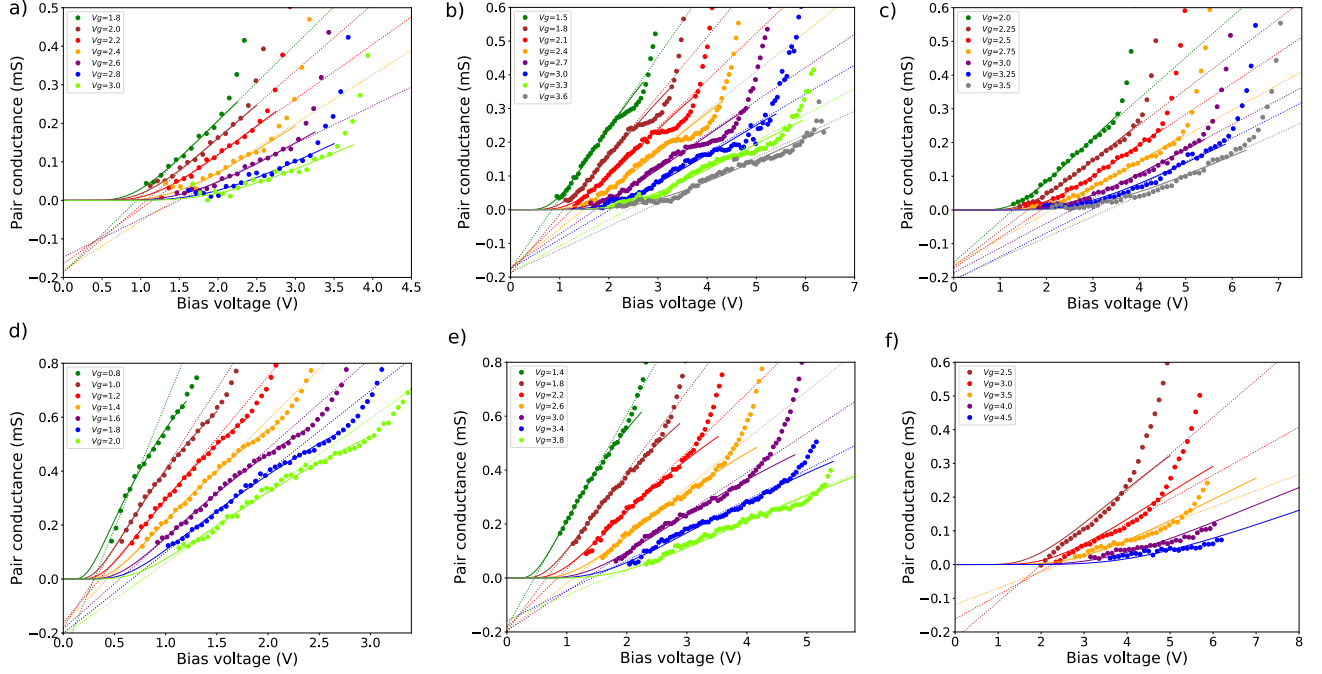 a)
Pair conductance (mS)
0.5
0.4
0.3
0.2
0.1
0.0
−0.1
−0.2
Vg=1.8
Vg=2.0
Vg=2.2
Vg=2.4
Vg=2.6
Vg=2.8
Vg=3.0
0.0 0.5 1.0 1.5 2.0 2.5 3.0 3.5 4.0 4.5
Bias voltage (V)
b)
Pair conductance (mS)
0.6
0.5
0.4
0.3
0.2
0.1
0.0
−0.1
−0.2
Vg=1.5
Vg=1.8
Vg=2.1
Vg=2.4
Vg=2.7
Vg=3.0
Vg=3.3
Vg=3.6
0 1 2 3 4 5 6 7
Bias voltage (V)
c)
Pair conductance (mS)
0.6
0.5
0.4
0.3
0.2
0.1
0.0
−0.1
−0.2
Vg=2.0
Vg=2.25
Vg=2.5
Vg=2.75
Vg=3.0
Vg=3.25
Vg=3.5
0 1 2 3 4 5 6 7
Bias voltage (V)
d)
Pair conductance (mS)
0.8
0.6
0.4
0.2
0.0
−0.2
Vg=0.8
Vg=1.0
Vg=1.2
Vg=1.4
Vg=1.6
Vg=1.8
Vg=2.0
0.0 0.5 1.0 1.5 2.0 2.5 3.0
Bias voltage (V)
e)
Pair conductance (mS)
0.8
0.6
0.4
0.2
0.0
−0.2
Vg=1.4
Vg=1.8
Vg=2.2
Vg=2.6
Vg=3.0
Vg=3.4
Vg=3.8
0 1 2 3 4 5
Bias voltage (V)
f)
Pair conductance (mS)
0.6
0.5
0.4
0.3
0.2
0.1
0.0
−0.1
−0.2
Vg=2.5
Vg=3.0
Vg=3.5
Vg=4.0
Vg=4.5
0 1 2 3 4 5 6 7 8
Bias voltage (V)